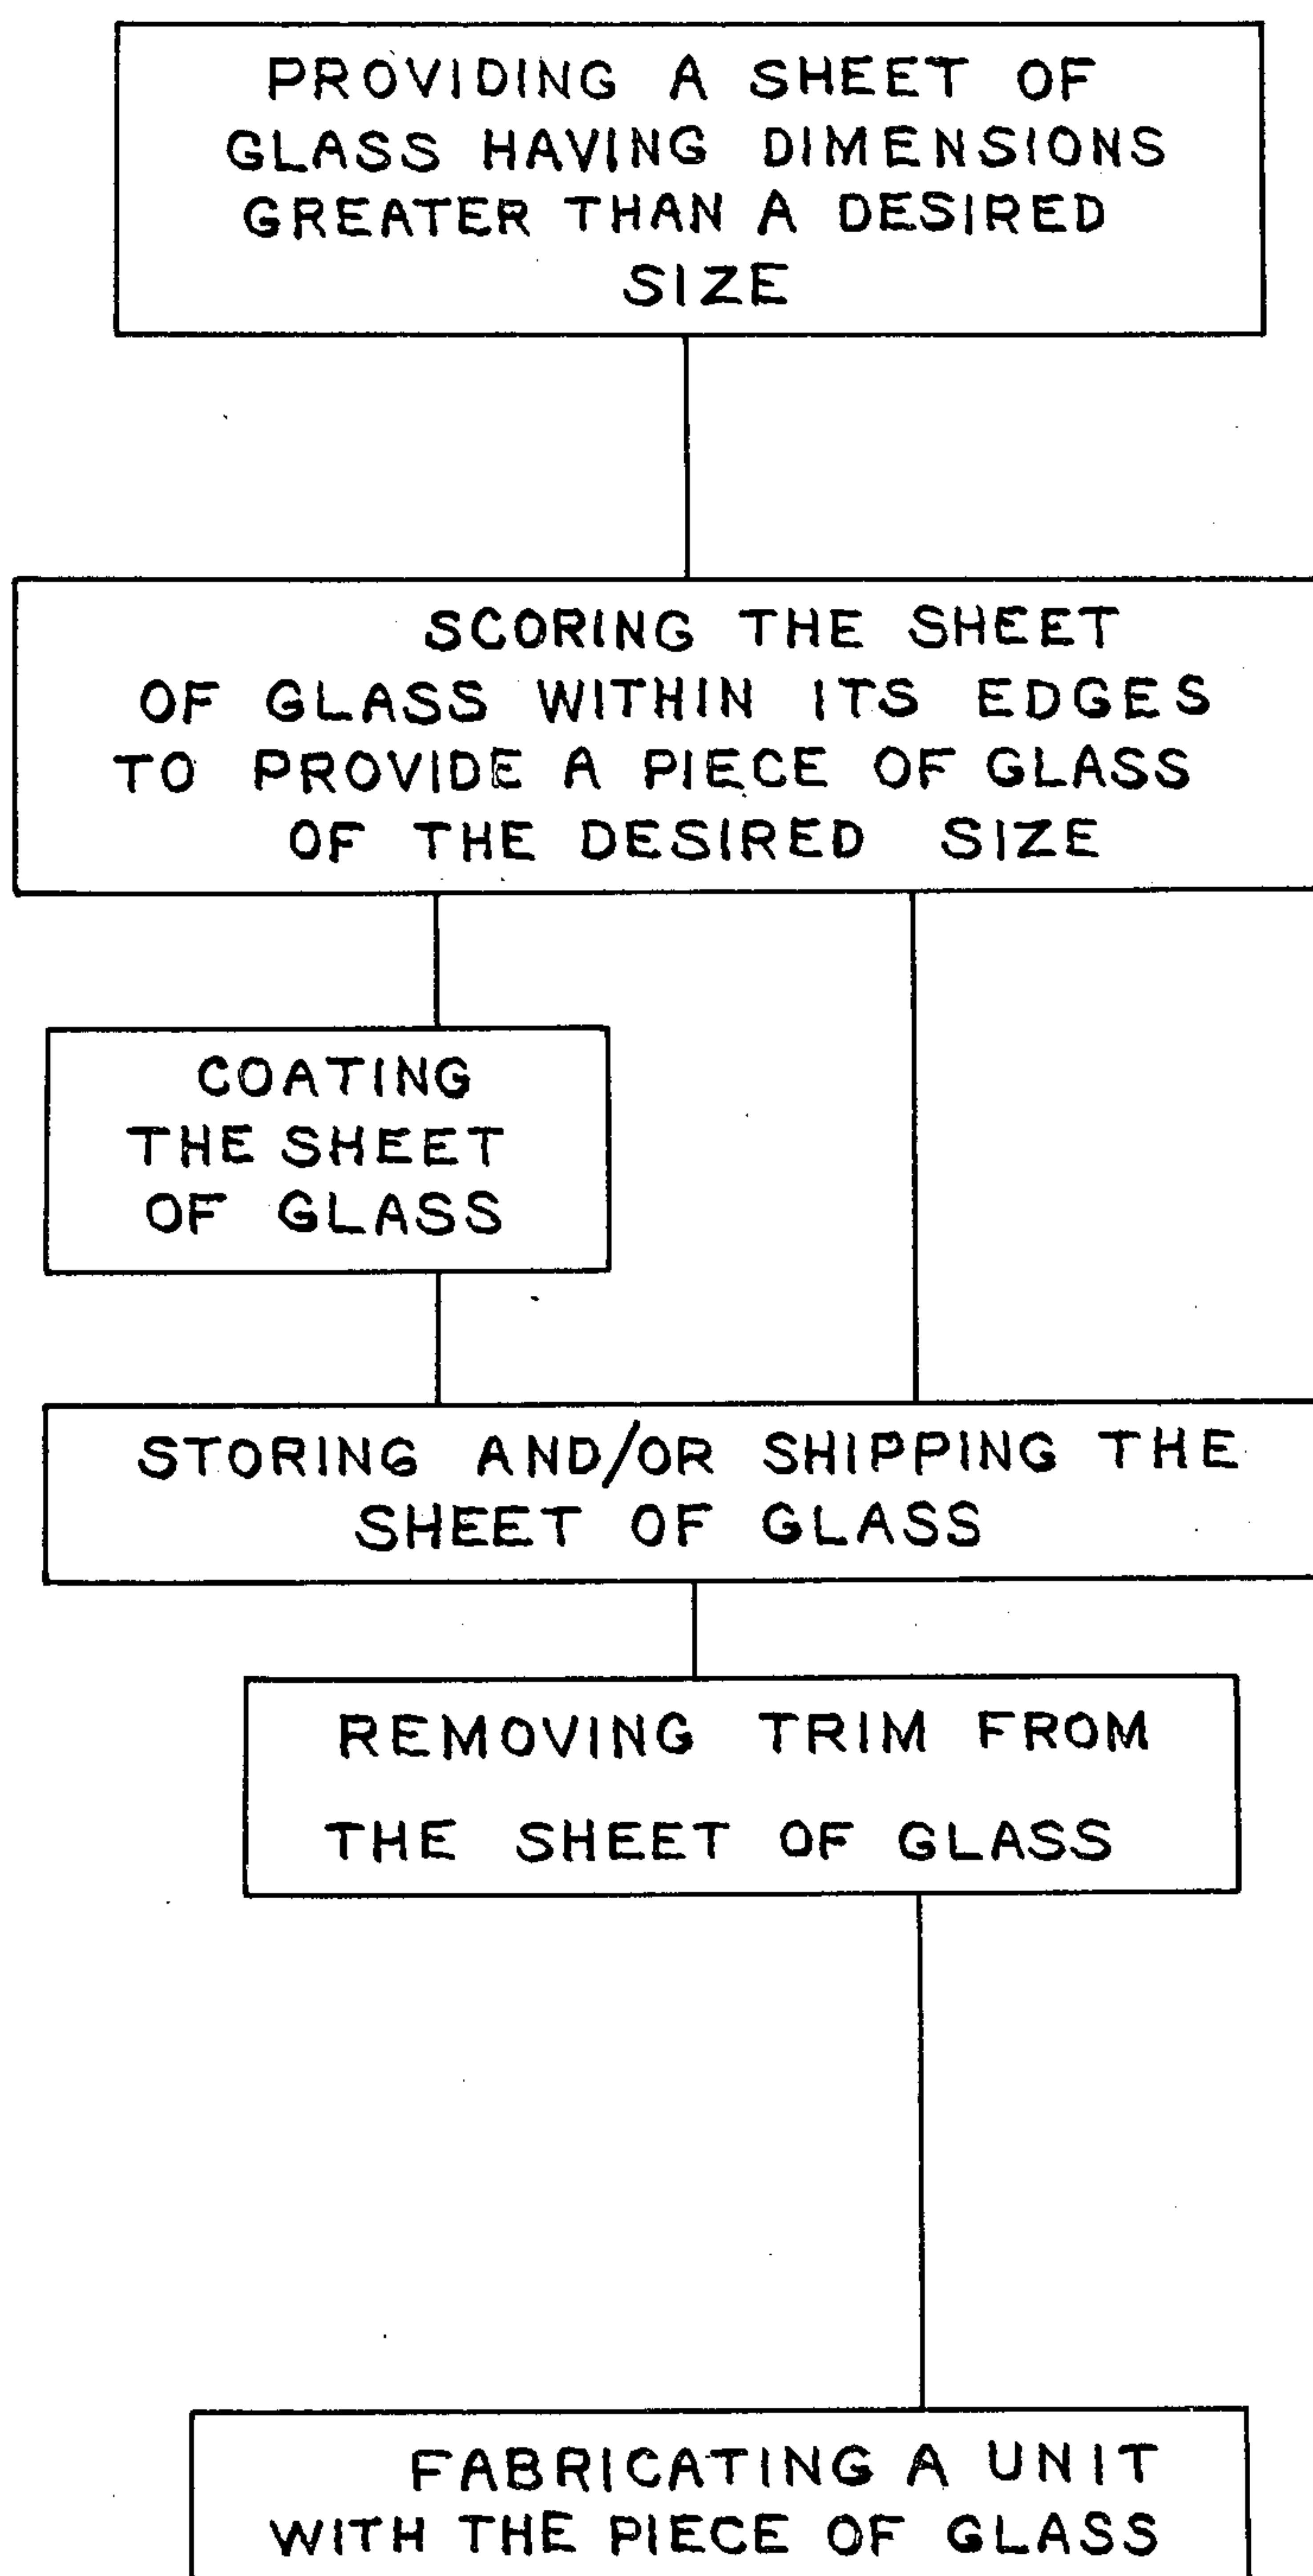 PROVIDING A SHEET OF
GLASS HAVING DIMENSIONS
GREATER THAN A DESIRED
SIZE
SCORING THE SHEET
OF GLASS WITHIN ITS EDGES
TO PROVIDE A PIECE OF GLASS
OF THE DESIRED SIZE
COATING
THE SHEET
OF GLASS
STORING AND/OR SHIPPING THE
SHEET OF GLASS
REMOVING TRIM FROM
THE SHEET OF GLASS
FABRICATING A UNIT
WITH THE PIECE OF GLASS